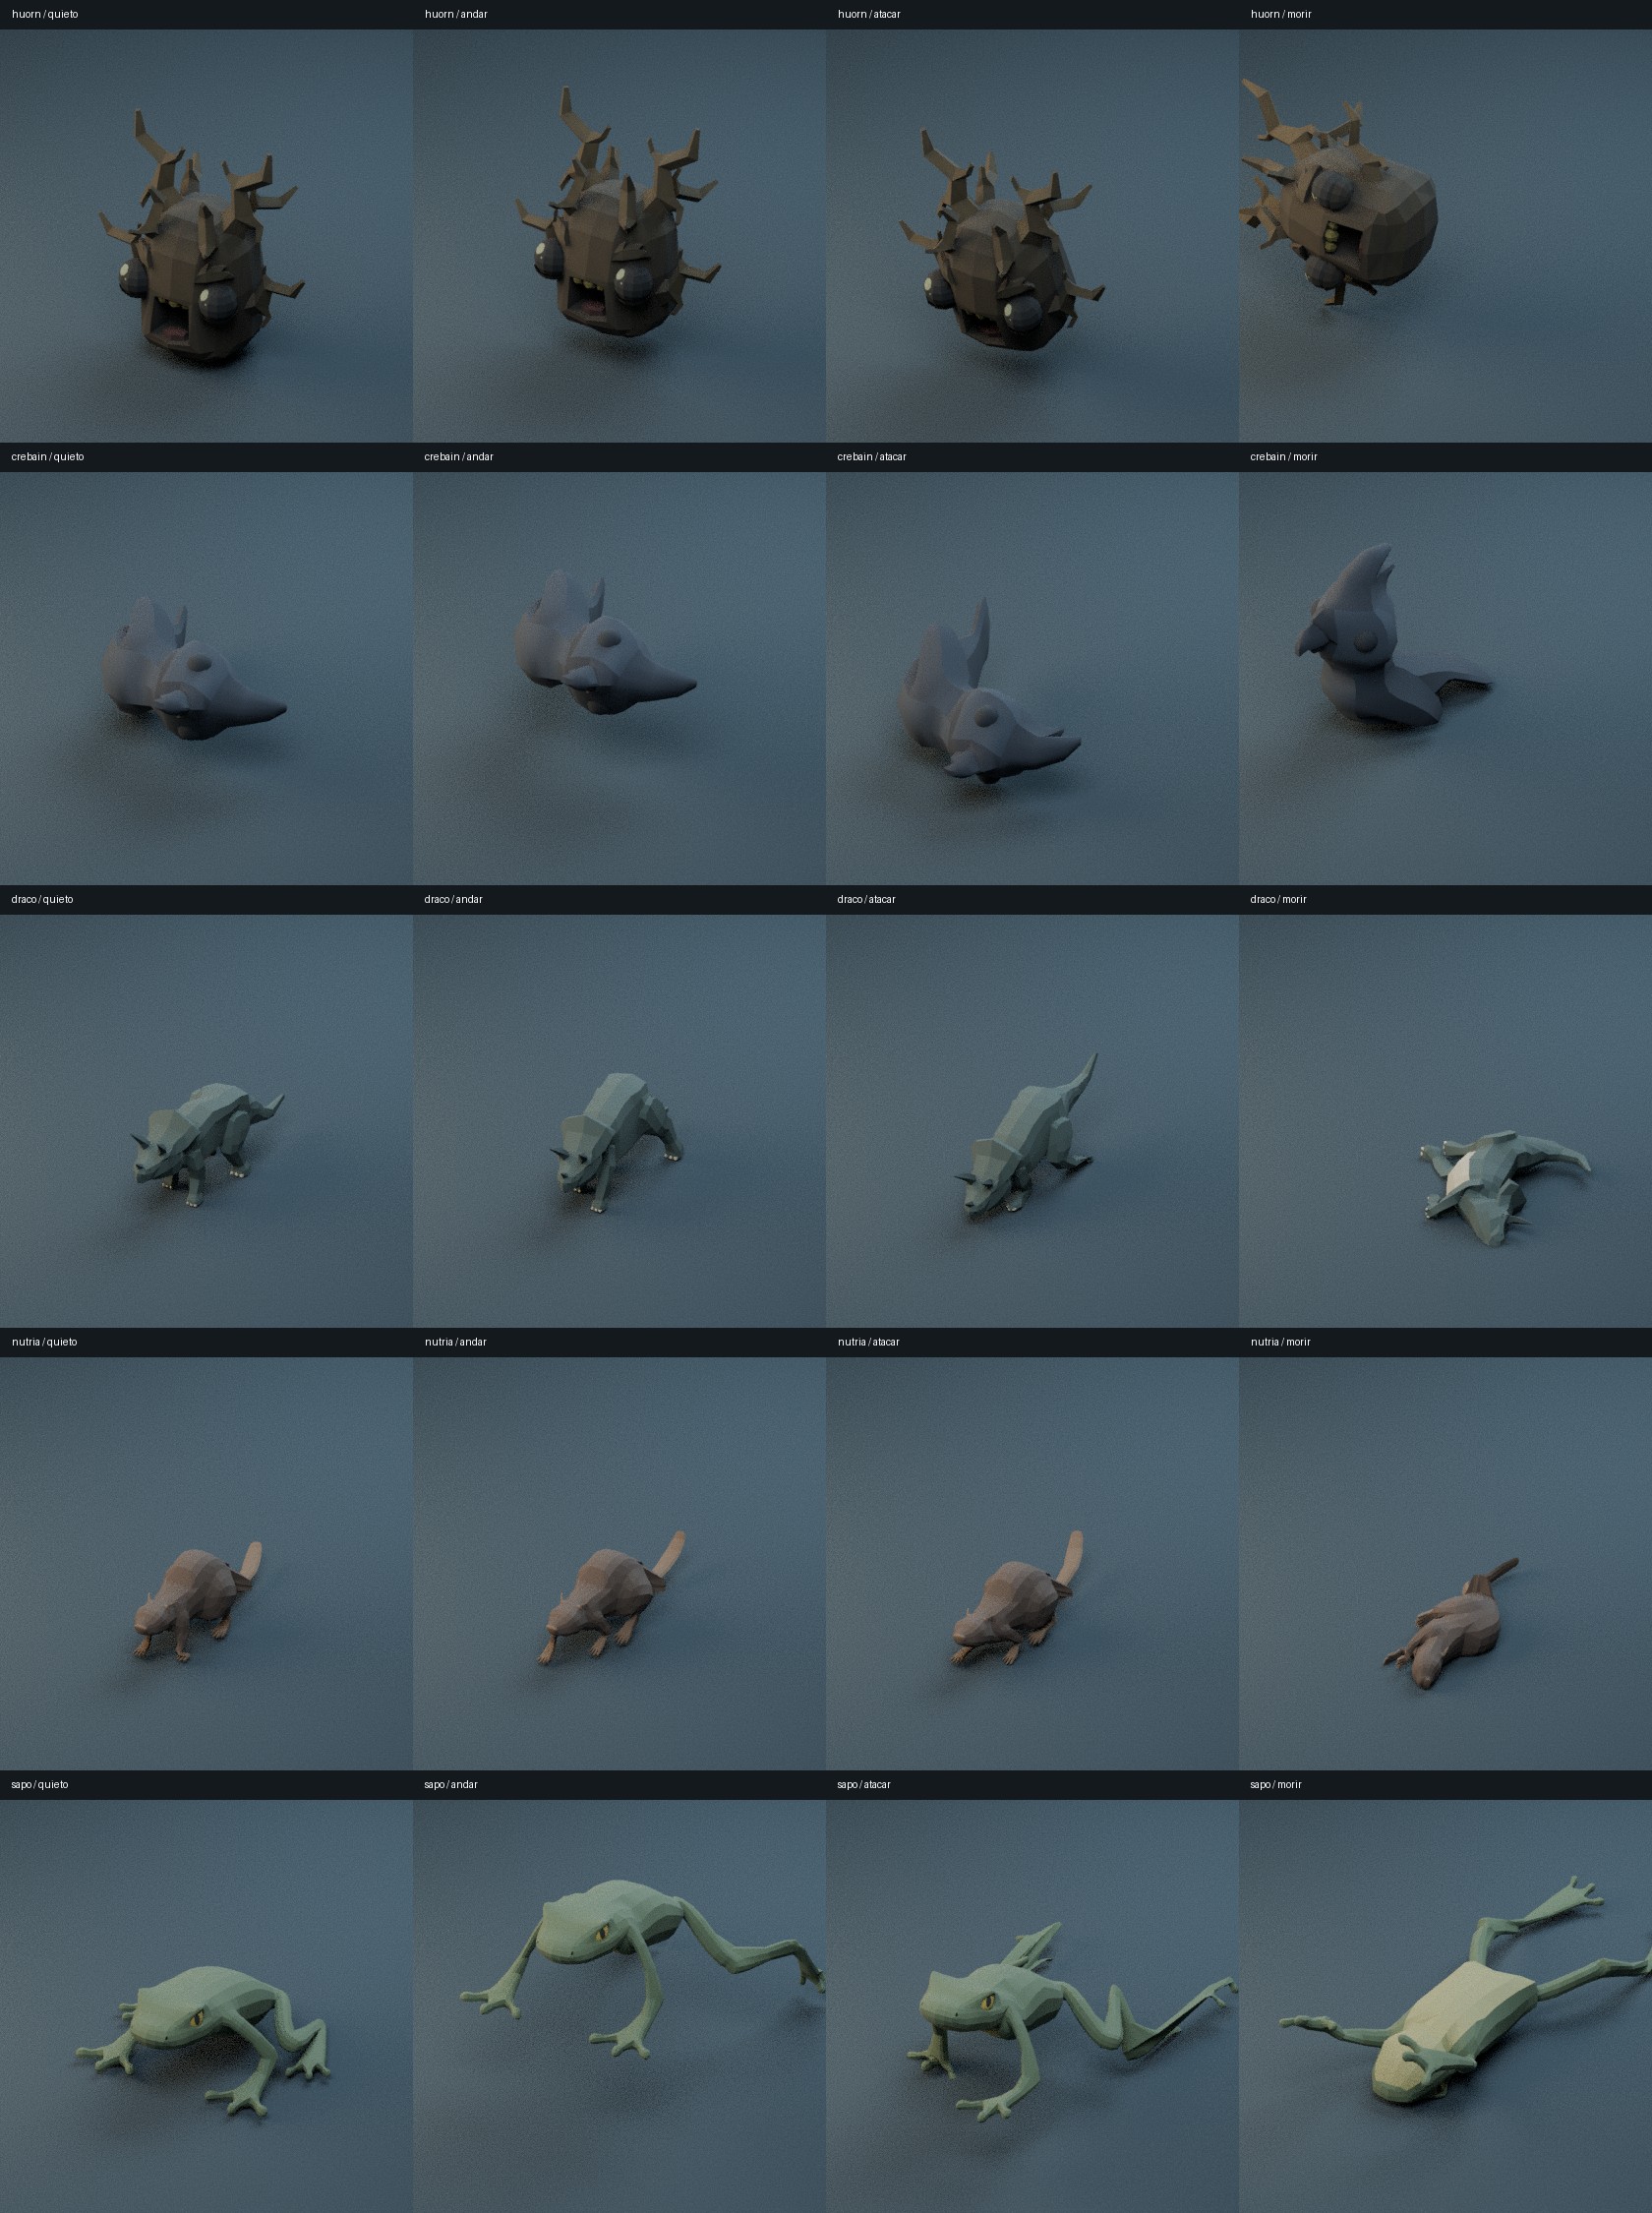 huorn / quieto
huorn / andar
huorn / atacar
huorn / morir
crebain / quieto
crebain / andar
crebain / atacar
crebain / morir
draco / quieto
draco / andar
draco / atacar
draco / morir
nutria / quieto
nutria / andar
nutria / atacar
nutria / morir
sapo / quieto
sapo / andar
sapo / atacar
sapo / morir